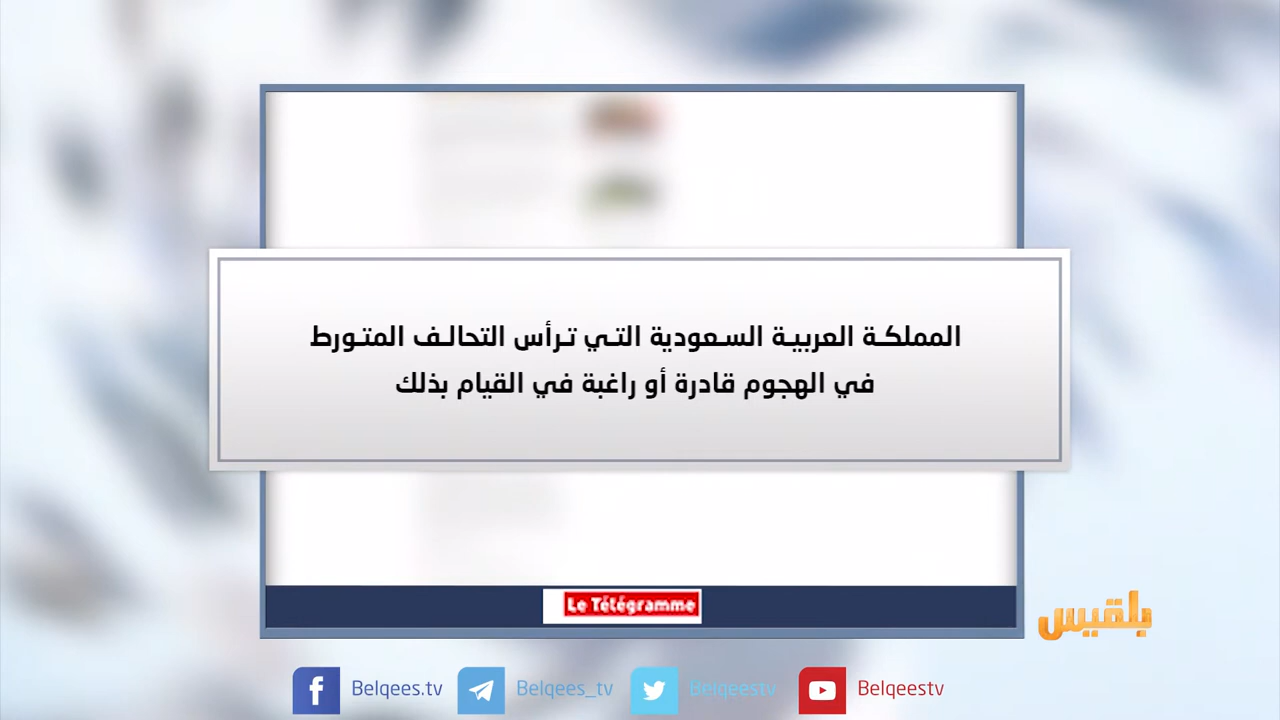 المملكة العربية السعودية التي ترأس التحالف المتورط
في الهجوم قادرة أو راغبة في القيام بذلك
Le Télégramme
بلقيس
Belqees.tv
Belqees_tv
Belqeestv
Belqeestv